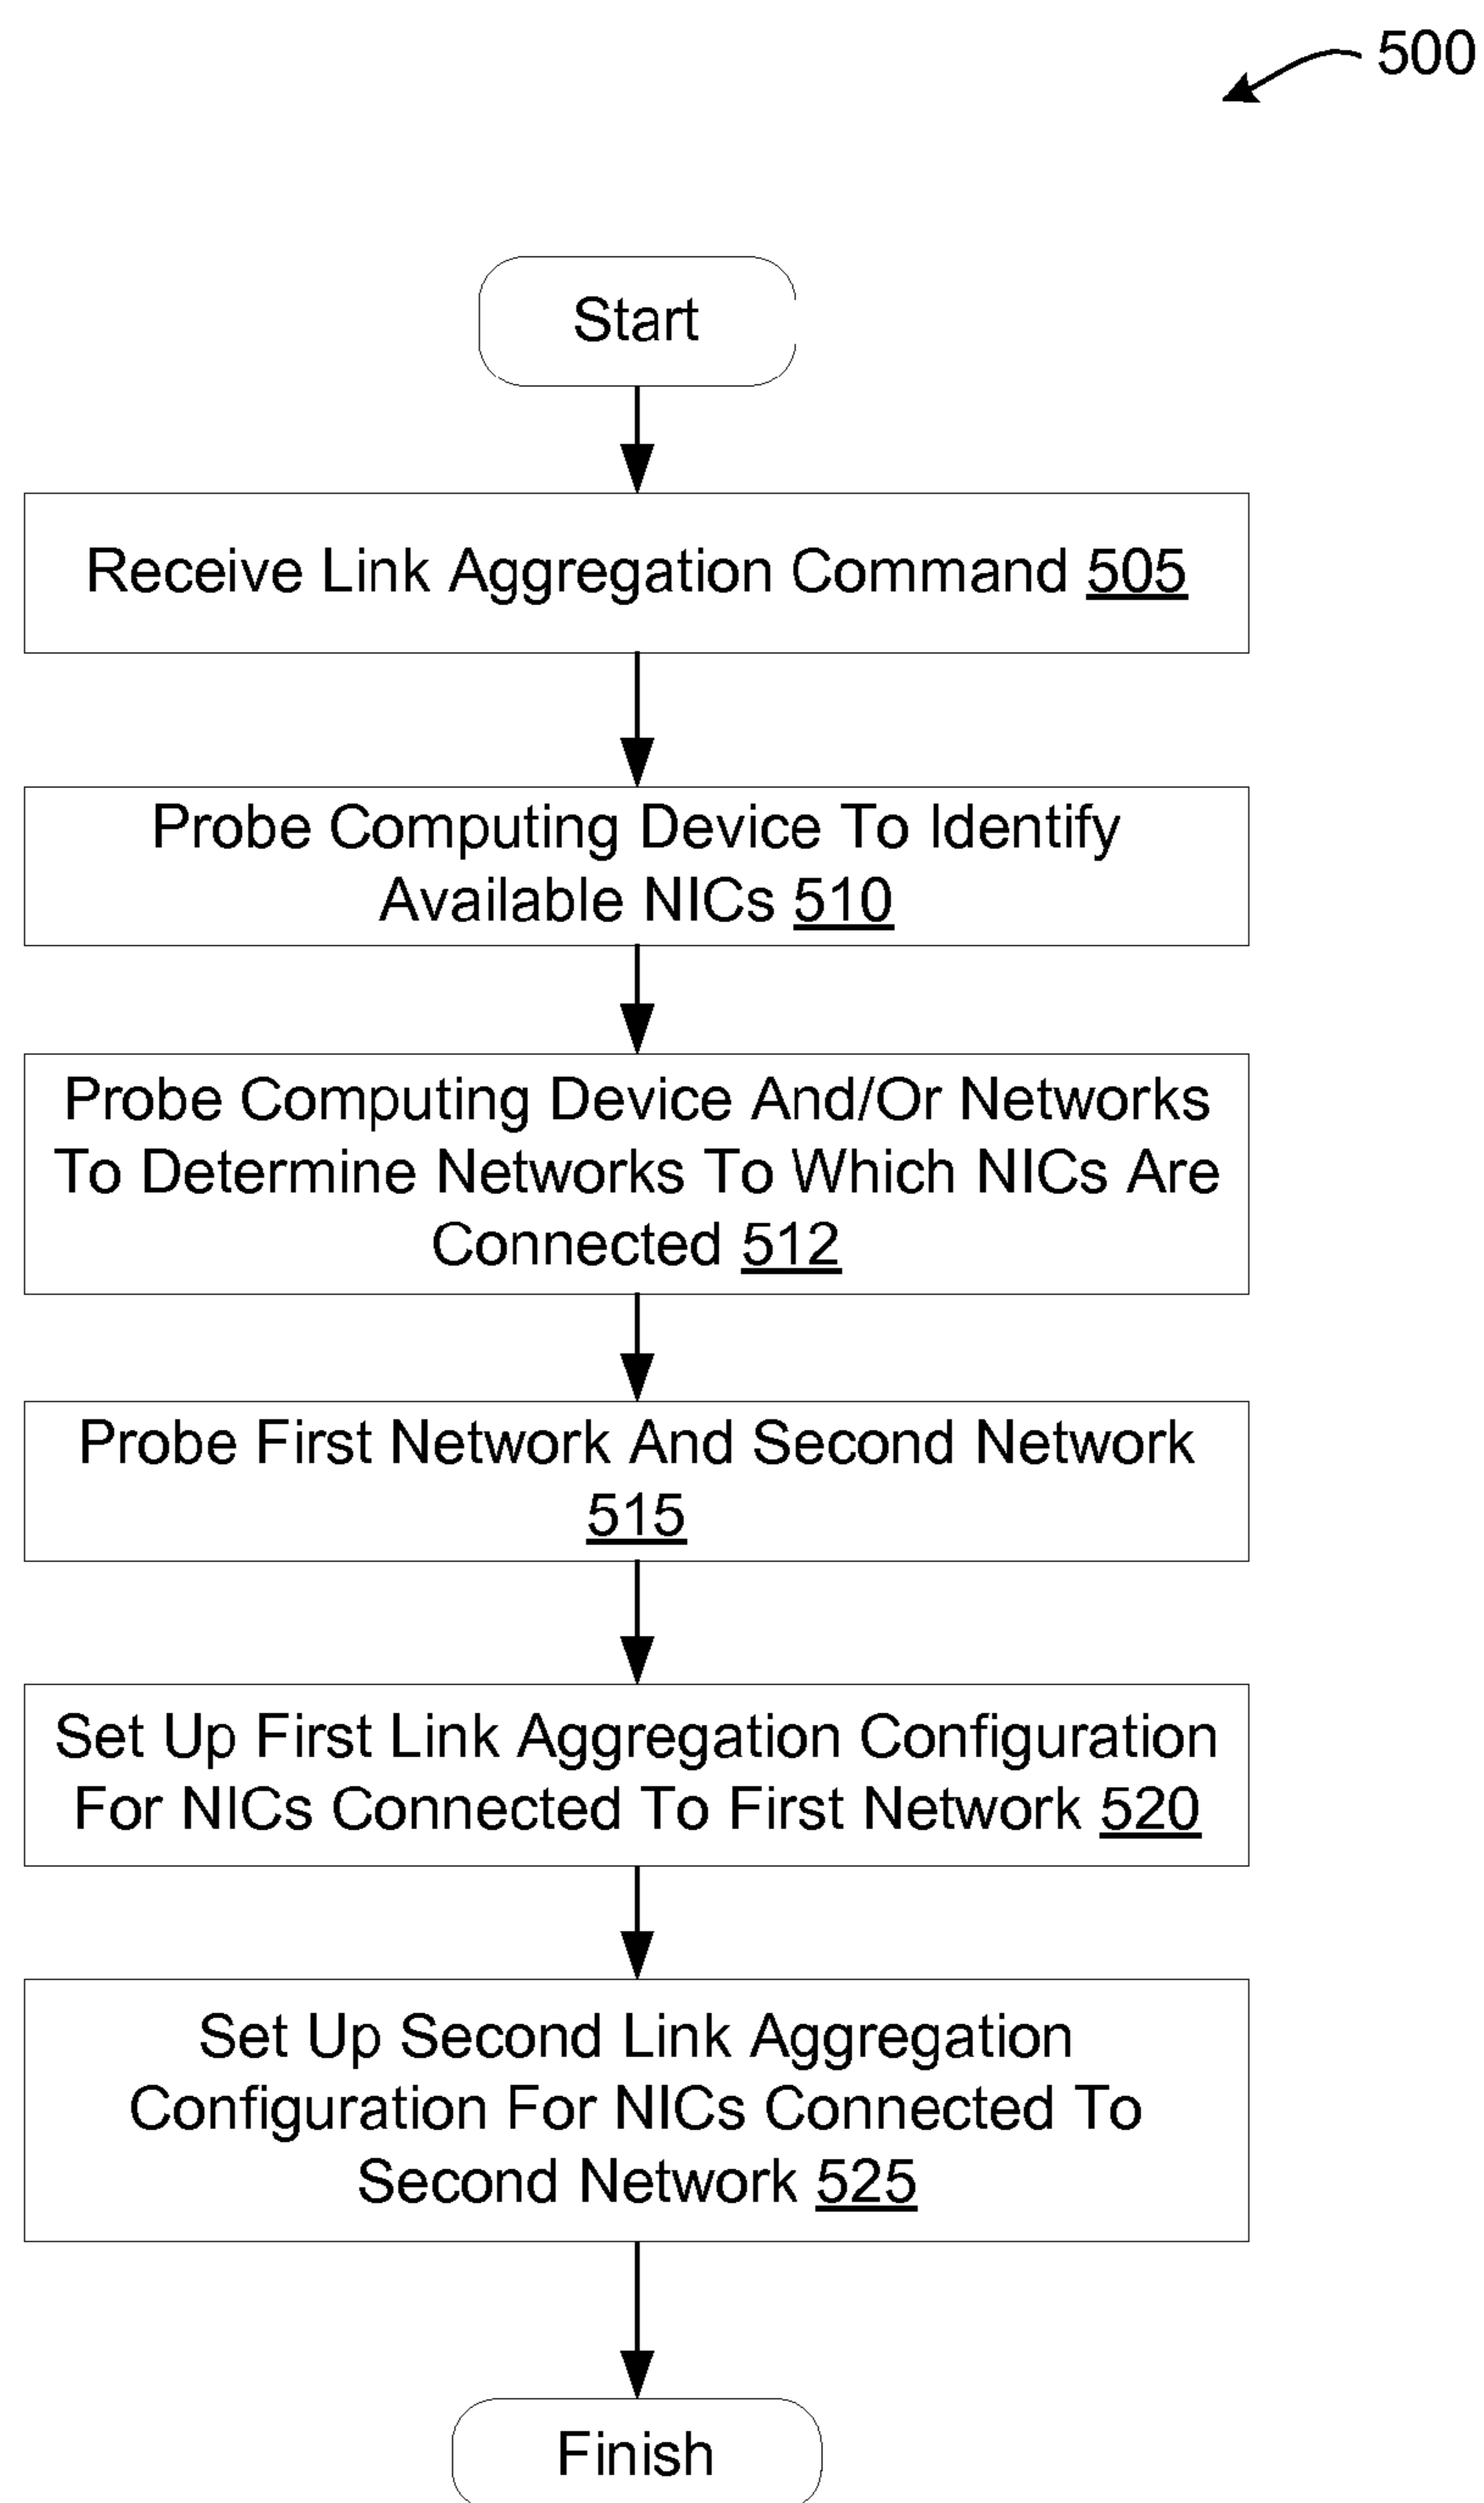 500
Start
Receive Link Aggregation Command 505
Probe Computing Device To Identify
Available NICs 510
Probe Computing Device And/Or Networks
To Determine Networks To Which NICs Are
Connected 512
Probe First Network And Second Network
515
Set Up First Link Aggregation Configuration
For NICs Connected To First Network 520
Set Up Second Link Aggregation
Configuration For NICs Connected To
Second Network 525
Finish